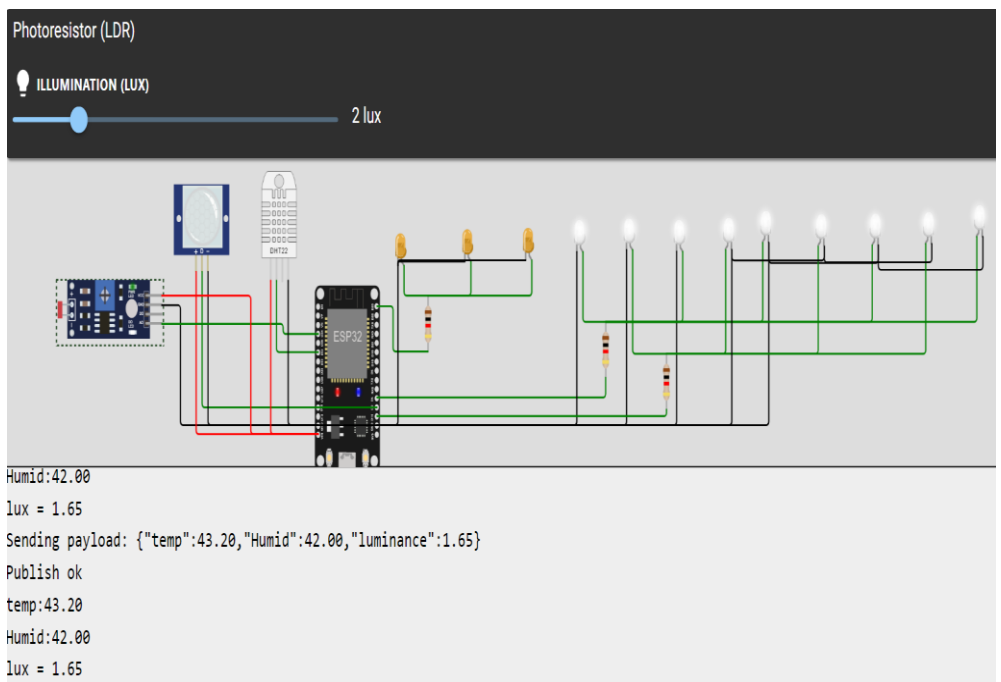 Photoresistor (LDR)
ILLUMINATION (LUX)
2 lux
DHT22
ESP32
Humid:42.00
lux = 1.65
Sending payload: {"temp":43.20,"Humid":42.00,"luminance":1.65}
Publish ok
temp:43.20
Humid:42.00
lux = 1.65